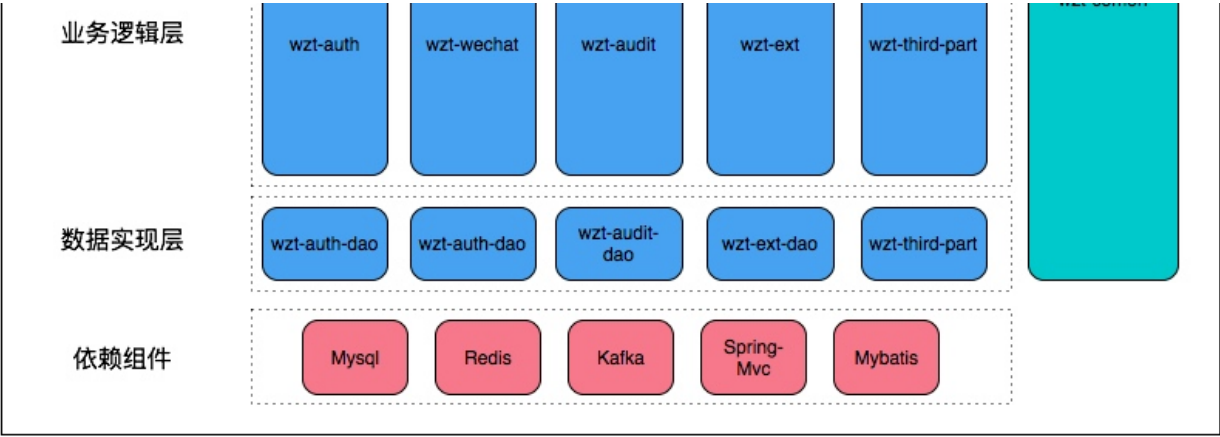 业务逻辑层
wzt-auth
wzt-wechat
wzt-audit
wzt-ext
wzt-third-part
数据实现层
wzt-auth-dao
wzt-auth-dao
wzt-audit-
dao
wzt-ext-dao
wzt-third-part
依赖组件
Mysql
Redis
Kafka
Spring-
Mvc
Mybatis